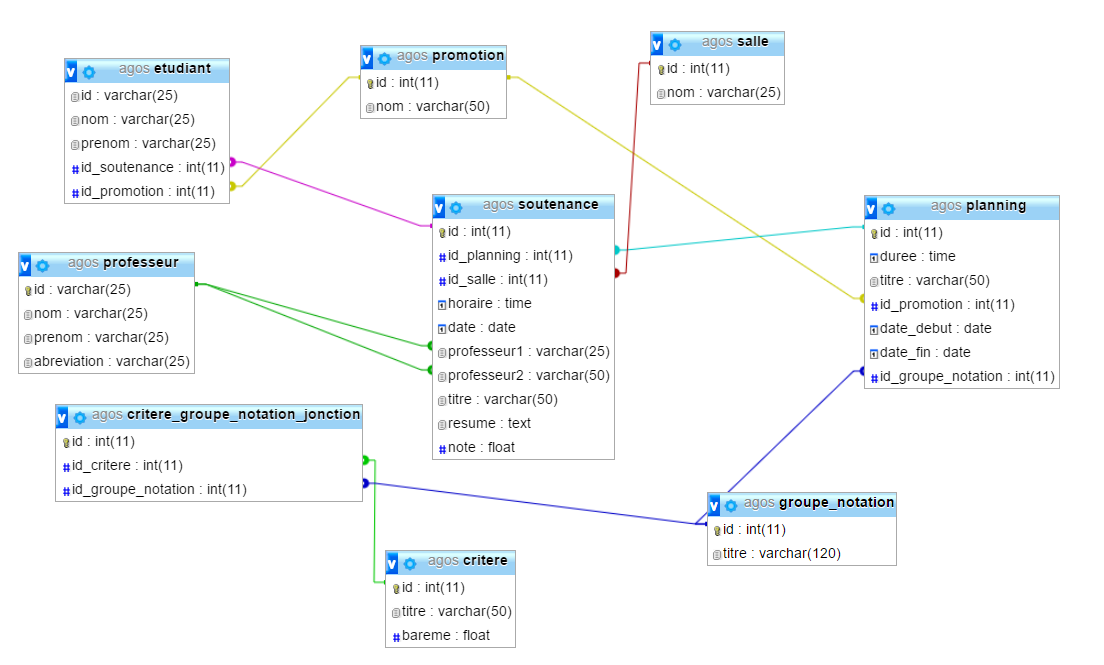 agos etudiant
id : varchar(25)
nom : varchar(25)
prenom : varchar(25)
id_soutenance : int(11)
id_promotion : int(11)
agos promotion
id : int(11)
nom : varchar(50)
agos salle
id : int(11)
nom : varchar(25)
agos soutenance
id : int(11)
id_planning : int(11)
id_salle : int(11)
horaire : time
date : date
professeur1 : varchar(25)
professeur2 : varchar(50)
titre : varchar(50)
resume : text
note : float
agos planning
id : int(11)
duree : time
titre : varchar(50)
id_promotion : int(11)
date_debut : date
date_fin : date
id_groupe_notation : int(11)
agos professeur
id : varchar(25)
nom : varchar(25)
prenom : varchar(25)
abreviation : varchar(25)
agos critere_groupe_notation_jonction
id : int(11)
id_critere : int(11)
id_groupe_notation : int(11)
agos groupe_notation
id : int(11)
titre : varchar(120)
agos critere
id : int(11)
titre : varchar(50)
bareme : float